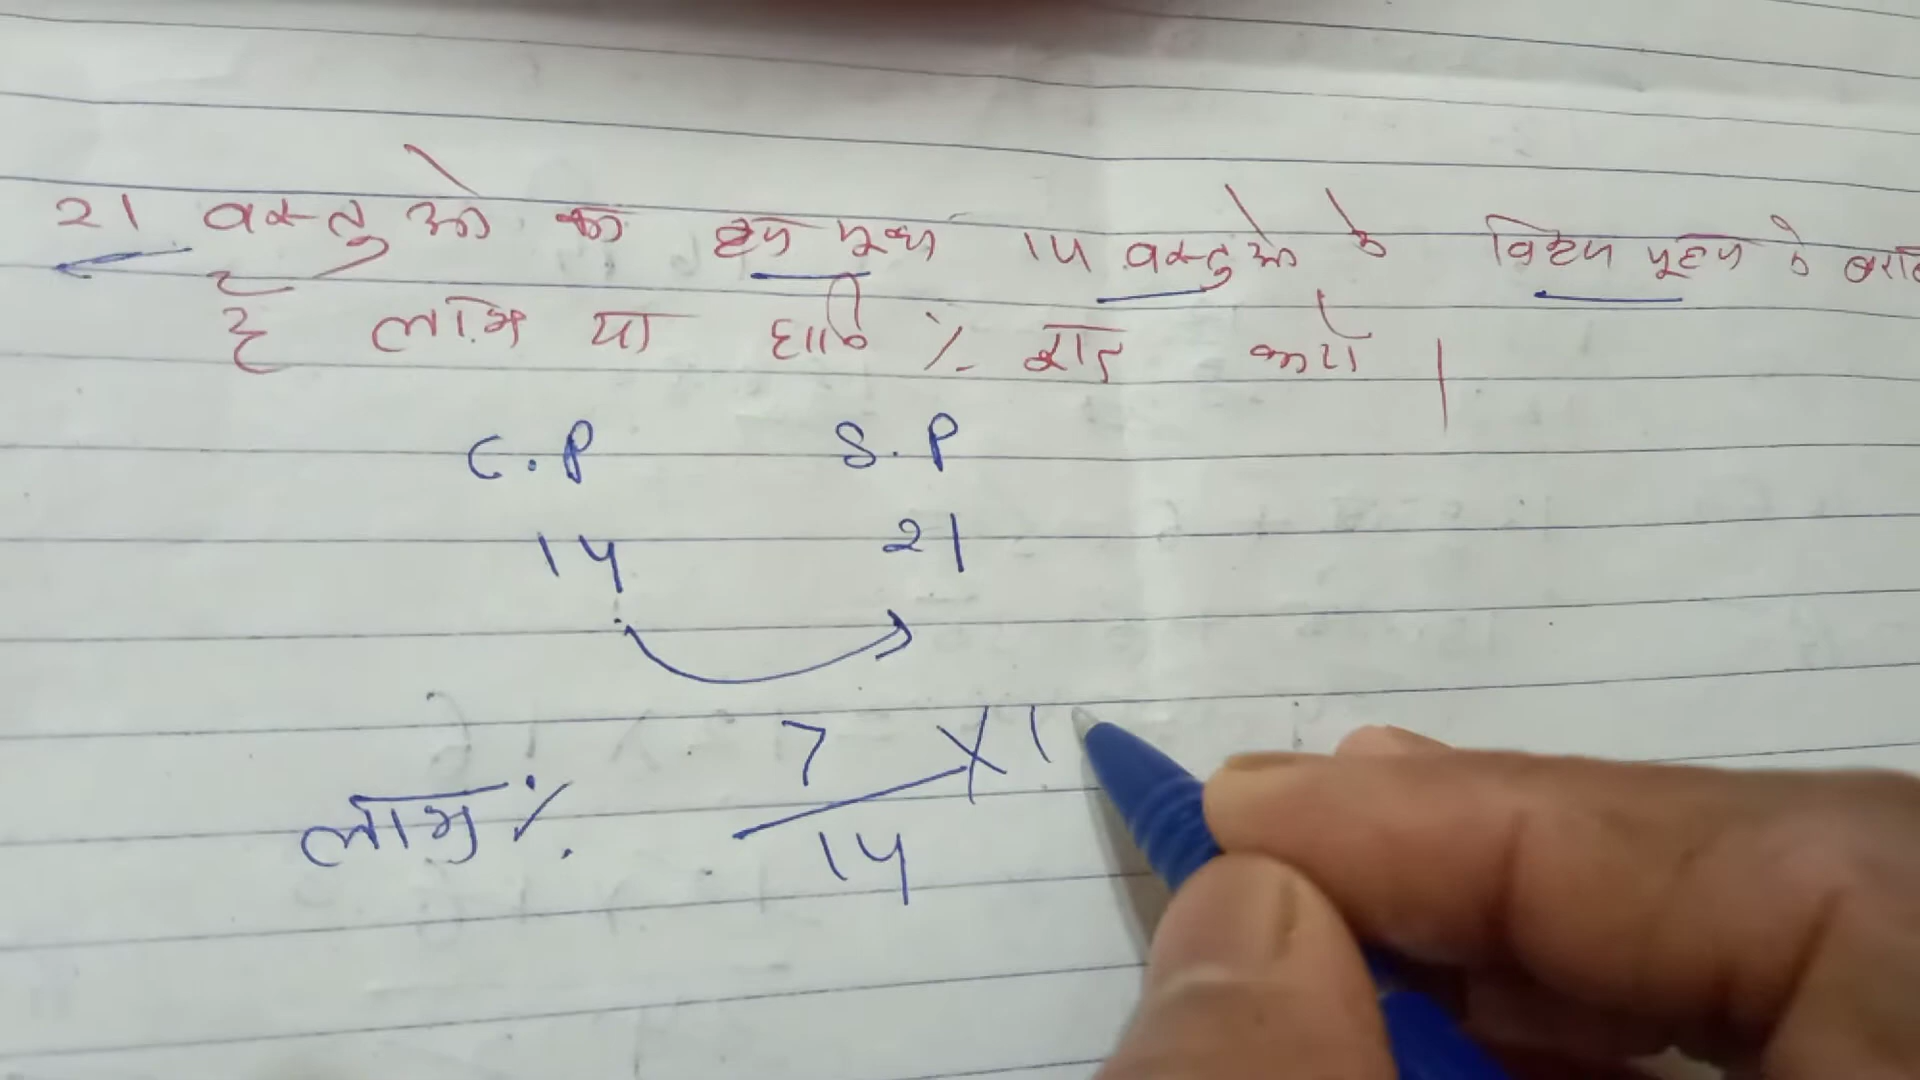 21 वस्तुओ का क्रय मूल्य 14 वस्तुओ के विक्रय मूल्य के बराब
है लाभ या हानि % ज्ञात करो |
C.P S.P
14 21
लाभ %. 7 X 1
14